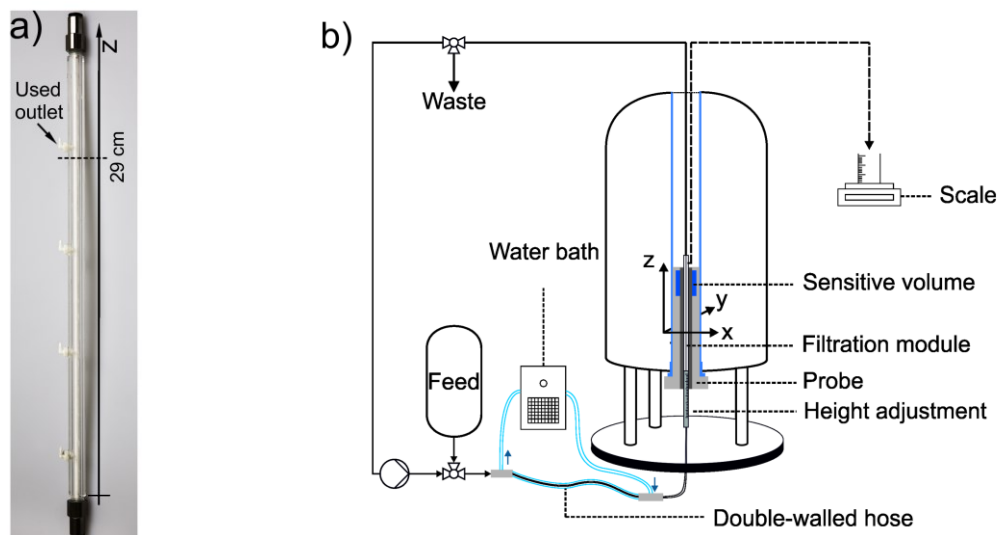 a)
Z
Used
outlet
29 cm
b)
Waste
Scale
Water bath
z
y
x
Sensitive volume
Filtration module
Feed
Probe
Height adjustment
Double-walled hose